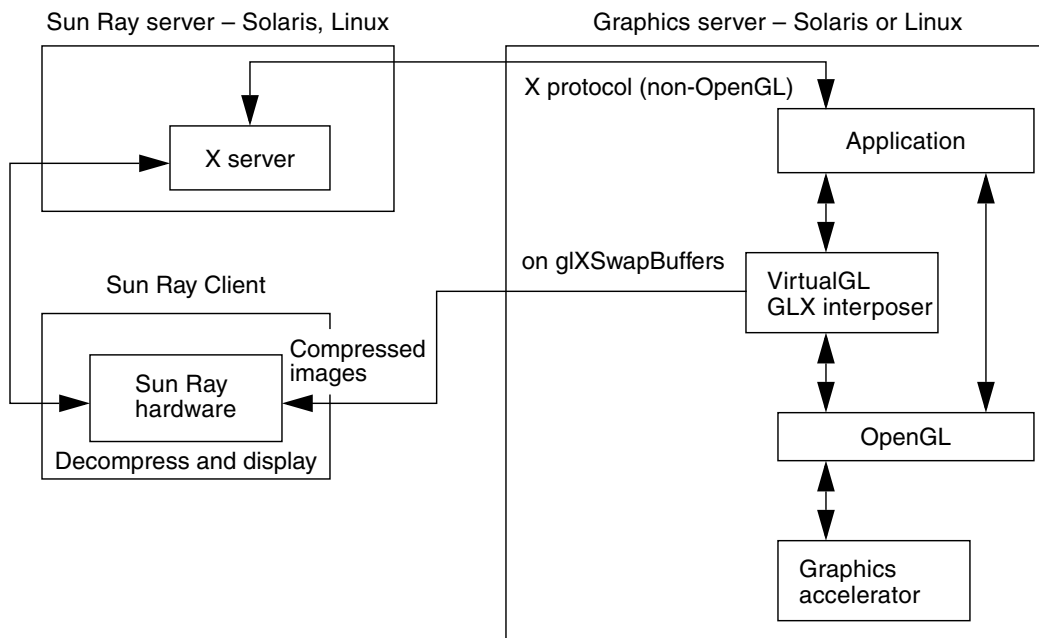 Sun Ray server – Solaris, Linux
Graphics server – Solaris or Linux
X protocol (non-OpenGL)
X server
Application
on glXSwapBuffers
VirtualGL
GLX interposer
Sun Ray Client
Compressed
images
Sun Ray
hardware
Decompress and display
OpenGL
Graphics
accelerator